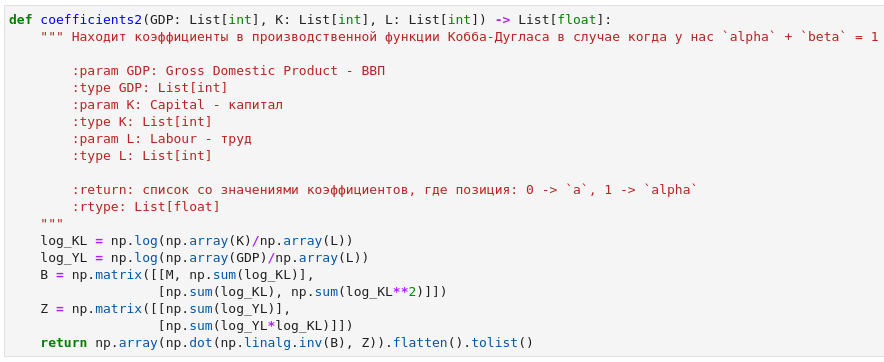 def coefficients2(GDP: List[int], K: List[int], L: List[int]) -> List[float]:
    """ Находит коэффициенты в производственной функции Кобба-Дугласа в случае когда у нас `alpha` + `beta` = 1

        :param GDP: Gross Domestic Product - ВВП
        :type GDP: List[int]
        :param K: Capital - капитал
        :type K: List[int]
        :param L: Labour - труд
        :type L: List[int]

        :return: список со значениями коэффициентов, где позиция: 0 -> `a`, 1 -> `alpha`
        :rtype: List[float]
    """
    log_KL = np.log(np.array(K)/np.array(L))
    log_YL = np.log(np.array(GDP)/np.array(L))
    B = np.matrix([[M, np.sum(log_KL)],
                   [np.sum(log_KL), np.sum(log_KL**2)]])
    Z = np.matrix([[np.sum(log_YL)],
                   [np.sum(log_YL*log_KL)]])
    return np.array(np.dot(np.linalg.inv(B), Z)).flatten().tolist()